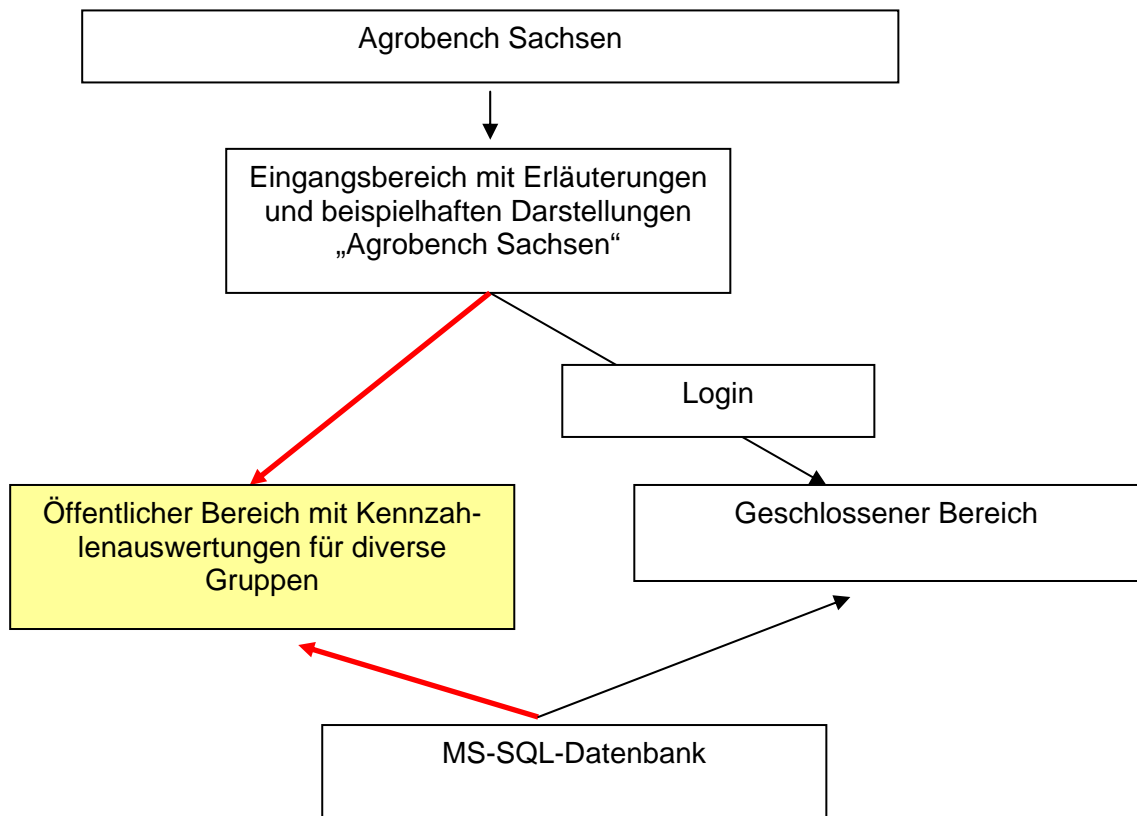 Agrobench Sachsen
Eingangsbereich mit Erläuterungen
und beispielhaften Darstellungen
„Agrobench Sachsen“
Login
Öffentlicher Bereich mit Kennzah-
lenauswertungen für diverse
Gruppen
Geschlossener Bereich
MS-SQL-Datenbank